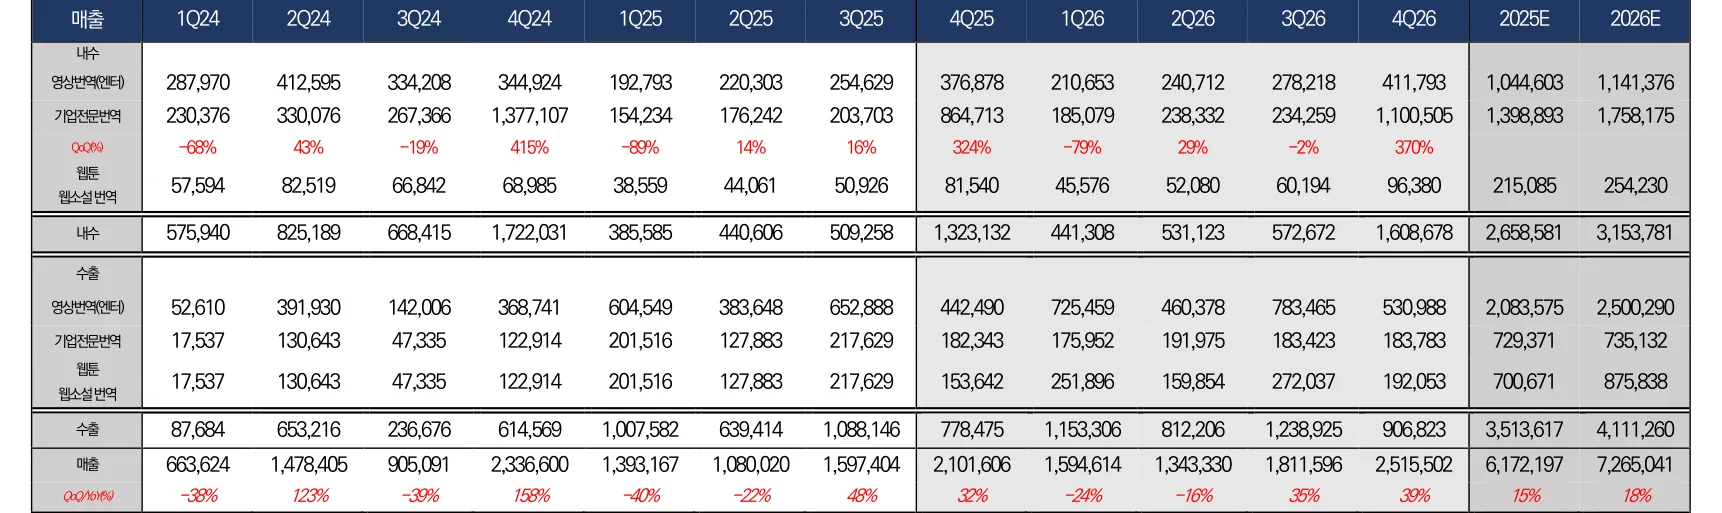 매출 1Q24 2Q24 3Q24 4Q24 1Q25 2Q25 3Q25 4Q25 1Q26 2Q26 3Q26 4Q26 2025E 2026E
내수
영상번역(엔터) 287,970 412,595 334,208 344,924 192,793 220,303 254,629 376,878 210,653 240,712 278,218 411,793 1,044,603 1,141,376
기업전문번역 230,376 330,076 267,366 1,377,107 154,234 176,242 203,703 864,713 185,079 238,332 234,259 1,100,505 1,398,893 1,758,175
QoQ(%) -68% 43% -19% 415% -89% 14% 16% 324% -79% 29% -2% 370%
웹툰
웹소설 번역 57,594 82,519 66,842 68,985 38,559 44,061 50,926 81,540 45,576 52,080 60,194 96,380 215,085 254,230
내수 575,940 825,189 668,415 1,722,031 385,585 440,606 509,258 1,323,132 441,308 531,123 572,672 1,608,678 2,658,581 3,153,781
수출
영상번역(엔터) 52,610 391,930 142,006 368,741 604,549 383,648 652,888 442,490 725,459 460,378 783,465 530,988 2,083,575 2,500,290
기업전문번역 17,537 130,643 47,335 122,914 201,516 127,883 217,629 182,343 175,952 191,975 183,423 183,783 729,371 735,132
웹툰
웹소설 번역 17,537 130,643 47,335 122,914 201,516 127,883 217,629 153,642 251,896 159,854 272,037 192,053 700,671 875,838
수출 87,684 653,216 236,676 614,569 1,007,582 639,414 1,088,146 778,475 1,153,306 812,206 1,238,925 906,823 3,513,617 4,111,260
매출 663,624 1,478,405 905,091 2,336,600 1,393,167 1,080,020 1,597,404 2,101,606 1,594,614 1,343,330 1,811,596 2,515,502 6,172,197 7,265,041
QoQ/YoY(%) -38% 123% -39% 158% -40% -22% 48% 32% -24% -16% 35% 39% 15% 18%